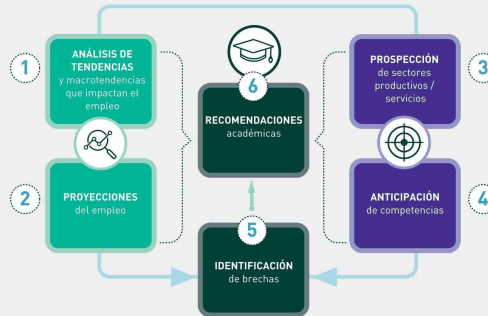 1
ANÁLISIS DE
TENDENCIAS
y macrotendencias
que impactan el
empleo
2
PROYECCIONES
del empleo
6
RECOMENDACIONES
académicas
5
IDENTIFICACIÓN
de brechas
3
PROSPECCIÓN
de sectores
productivos /
servicios
4
ANTICIPACIÓN
de competencias